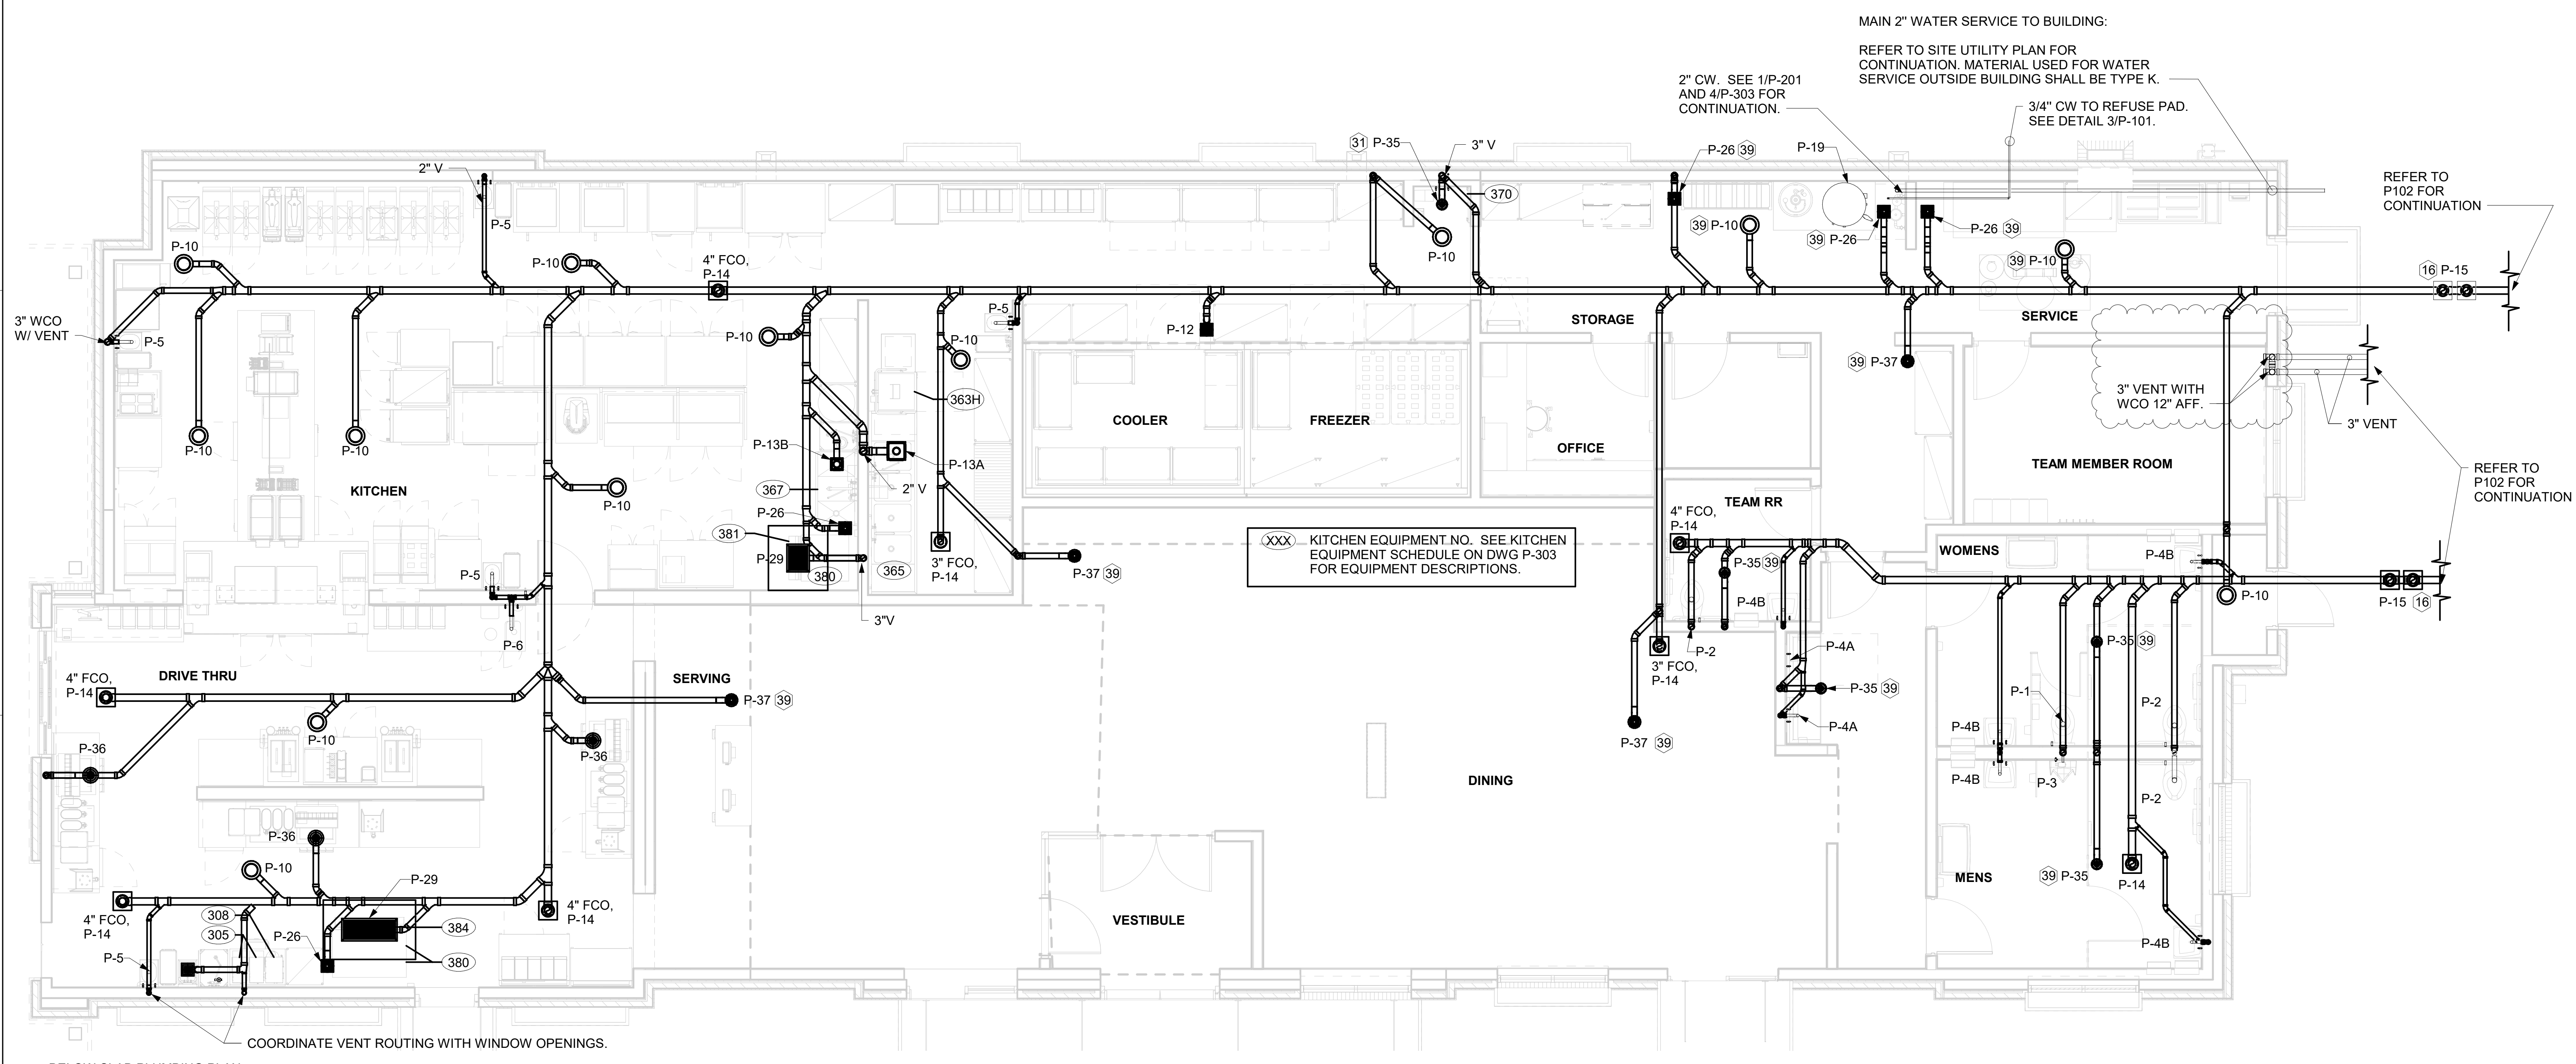 MAIN 2" WATER SERVICE TO BUILDING:
REFER TO SITE UTILITY PLAN FOR
CONTINUATION. MATERIAL USED FOR WATER
SERVICE OUTSIDE BUILDING SHALL BE TYPE K.
2" CW. SEE 1/P-201
AND 4/P-303 FOR
CONTINUATION.
3/4" CW TO REFUSE PAD.
SEE DETAIL 3/P-101.
31 P-35
3" V
P-26 39
P-19
2" V
370
REFER TO
P102 FOR
CONTINUATION
P-5
P-10
P-10
4" FCO,
P-14
P-10
39 P-10
39 P-26
P-26 39
39 P-10
16 P-15
3" WCO
W/ VENT
P-5
P-10
P-5
P-10
P-12
STORAGE
SERVICE
39 P-37
363H
3" VENT WITH
WCO 12" AFF.
3" VENT
COOLER
FREEZER
OFFICE
P-10
P-10
P-13B
P-13A
TEAM MEMBER ROOM
REFER TO
P102 FOR
CONTINUATION
KITCHEN
367
2" V
P-10
P-26
TEAM RR
4" FCO,
P-14
381
P-29
380
365
3" FCO,
P-14
P-37 39
XXX
KITCHEN EQUIPMENT NO. SEE KITCHEN
EQUIPMENT SCHEDULE ON DWG P-303
FOR EQUIPMENT DESCRIPTIONS.
P-35 39
WOMENS
P-4B
P-5
P-4B
P-10
P-15 16
3"V
P-6
P-2
P-4A
P-35 39
DRIVE THRU
SERVING
4" FCO,
P-14
3" FCO,
P-14
P-35 39
P-1
P-2
P-37 39
P-10
P-4A
P-4B
P-37 39
P-36
P-36
DINING
P-4B
P-3
P-2
P-36
P-10
P-29
39 P-35
P-14
MENS
4" FCO,
P-14
308
305
P-26
384
4" FCO,
P-14
VESTIBULE
P-5
380
P-4B
COORDINATE VENT ROUTING WITH WINDOW OPENINGS.